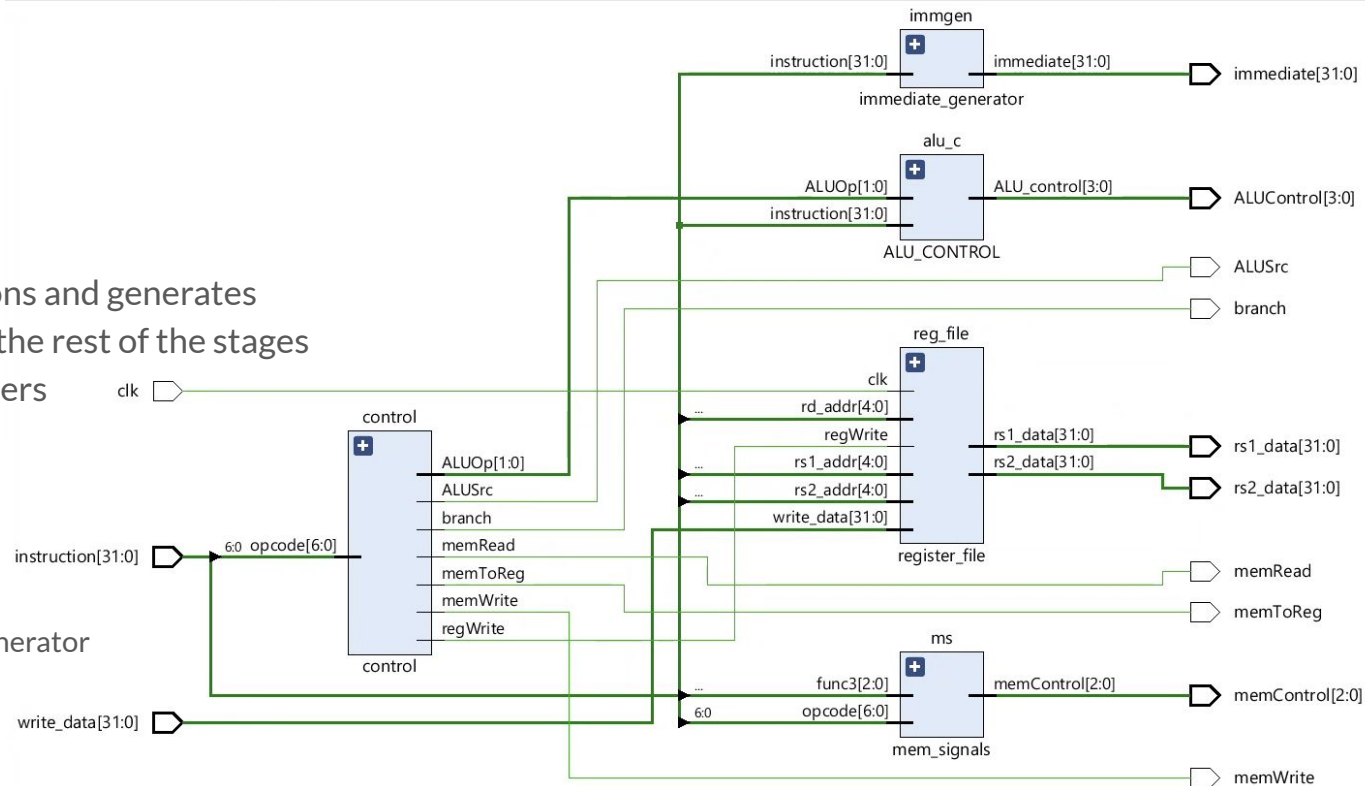 immgen
instruction[31:0] immediate[31:0] immediate[31:0]
immediate_generator
alu_c
ALUOp[1:0] ALU_control[3:0] ALUControl[3:0]
instruction[31:0]
ALU_CONTROL
ALUSrc
ons and generates
branch
the rest of the stages
reg_file
ers
clk
clk
... rd_addr[4:0]
control
regWrite rs1_data[31:0] rs1_data[31:0]
ALUOp[1:0]
... rs1_addr[4:0] rs2_data[31:0]
ALUSrc
... rs2_addr[4:0] rs2_data[31:0]
branch
write_data[31:0]
instruction[31:0] 6:0 opcode[6:0] memRead
register_file
memRead
memToReg
memWrite
memToReg
regWrite
nerator
ms
control
... func3[2:0] memControl[2:0] memControl[2:0]
write_data[31:0]
6:0 opcode[6:0]
mem_signals
memWrite